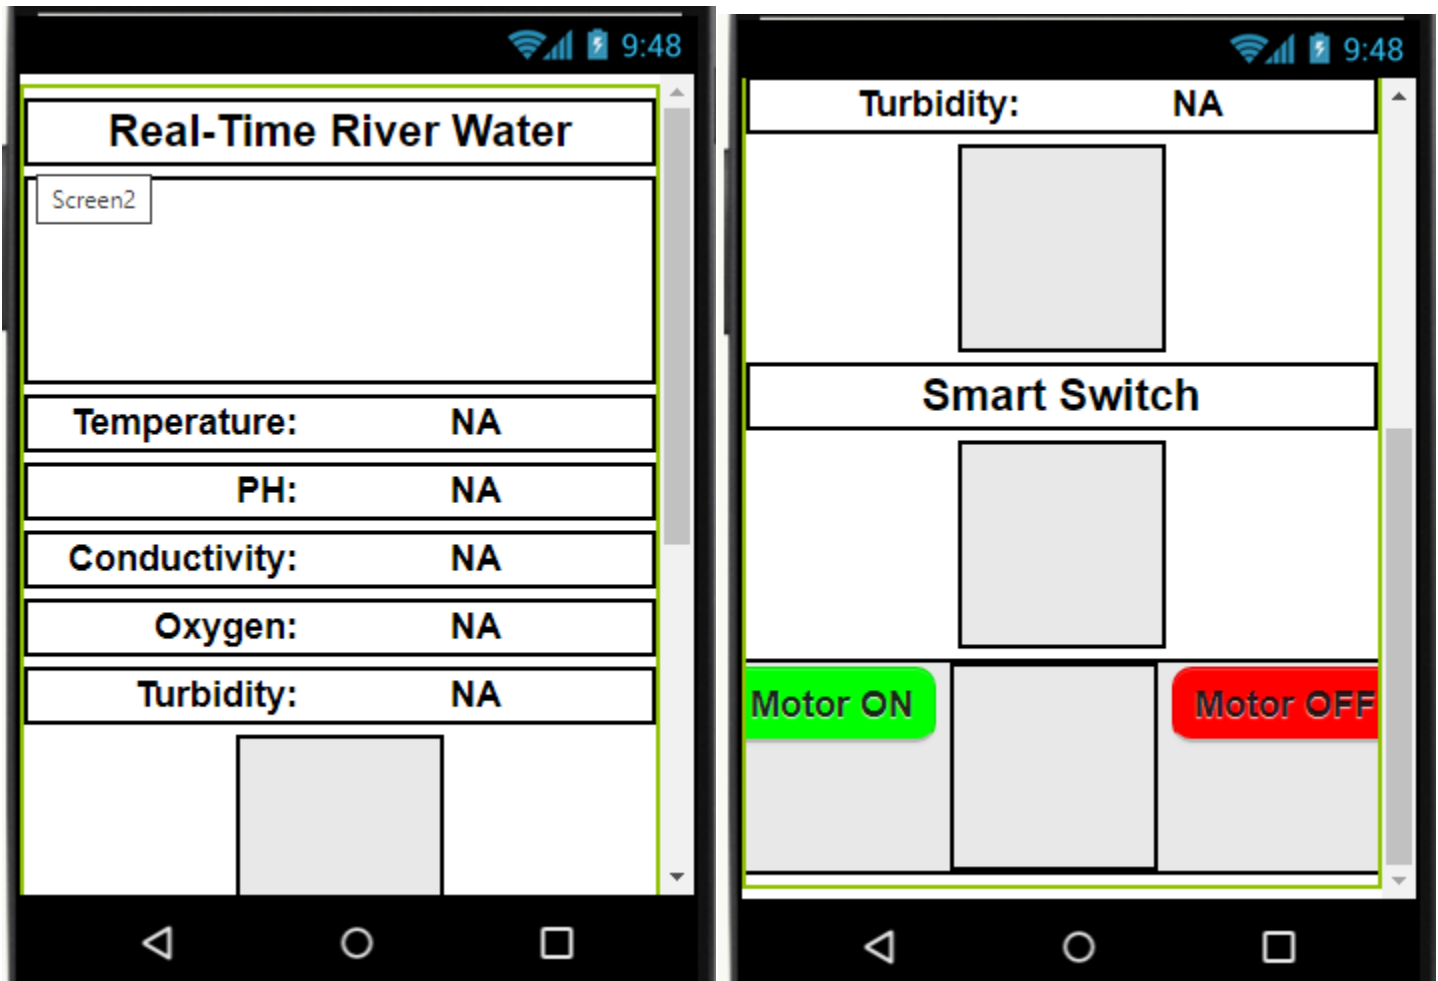 9:48
Real-Time River Water
Screen2
Temperature: NA
PH: NA
Conductivity: NA
Oxygen: NA
Turbidity: NA
9:48
Turbidity: NA
Smart Switch
Motor ON Motor OFF